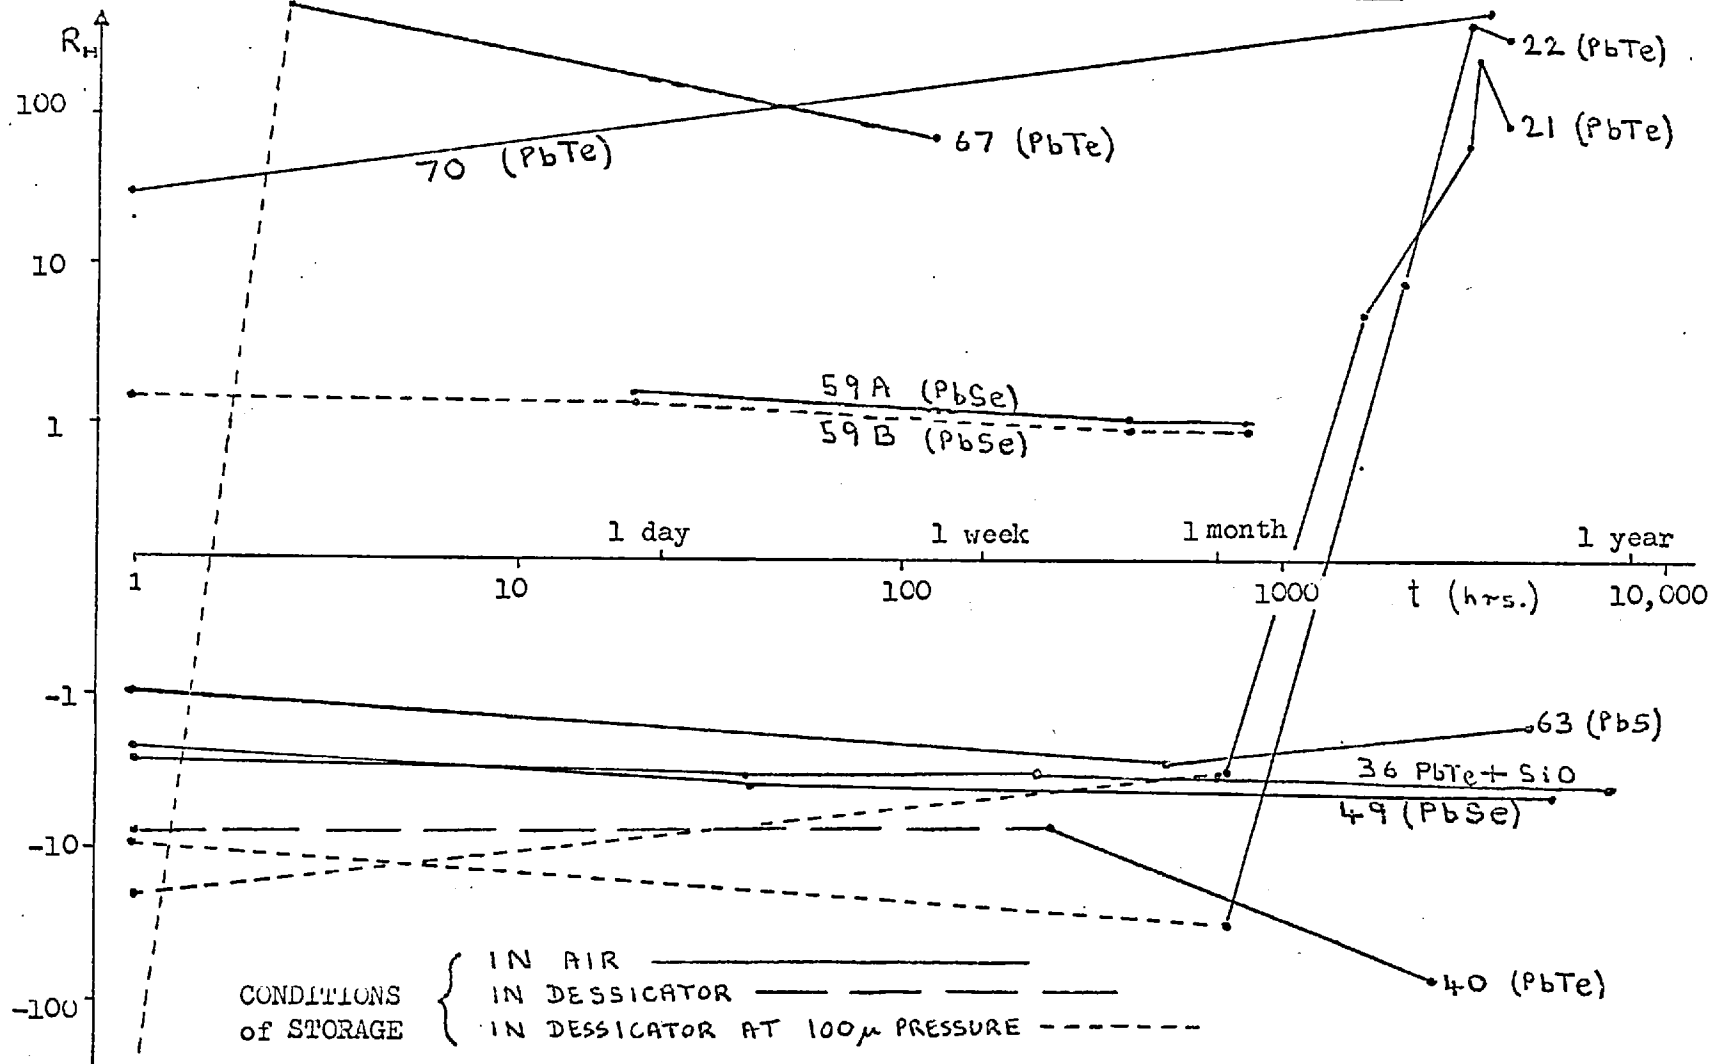 R_H
22 (PbTe)
100
21 (PbTe)
67 (PbTe)
70 (PbTe)
10
59A (PbSe)
1
59B (PbSe)
1 day 1 week 1 month 1 year
1 10 100 1000 t (hrs.) 10,000
-1
63 (PbS)
36 PbTe + SiO
49 (PbSe)
-10
IN AIR
40 (PbTe)
CONDITIONS IN DESSICATOR
-100
of STORAGE IN DESSICATOR AT 100μ PRESSURE